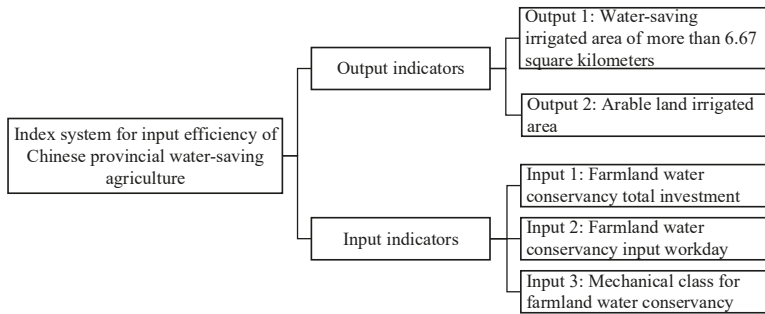 Index system for input efficiency of
Chinese provincial water-saving
agriculture
Output indicators
Output 1: Water-saving
irrigated area of more than 6.67
square kilometers
Output 2: Arable land irrigated
area
Input indicators
Input 1: Farmland water
conservancy total investment
Input 2: Farmland water
conservancy input workday
Input 3: Mechanical class for
farmland water conservancy